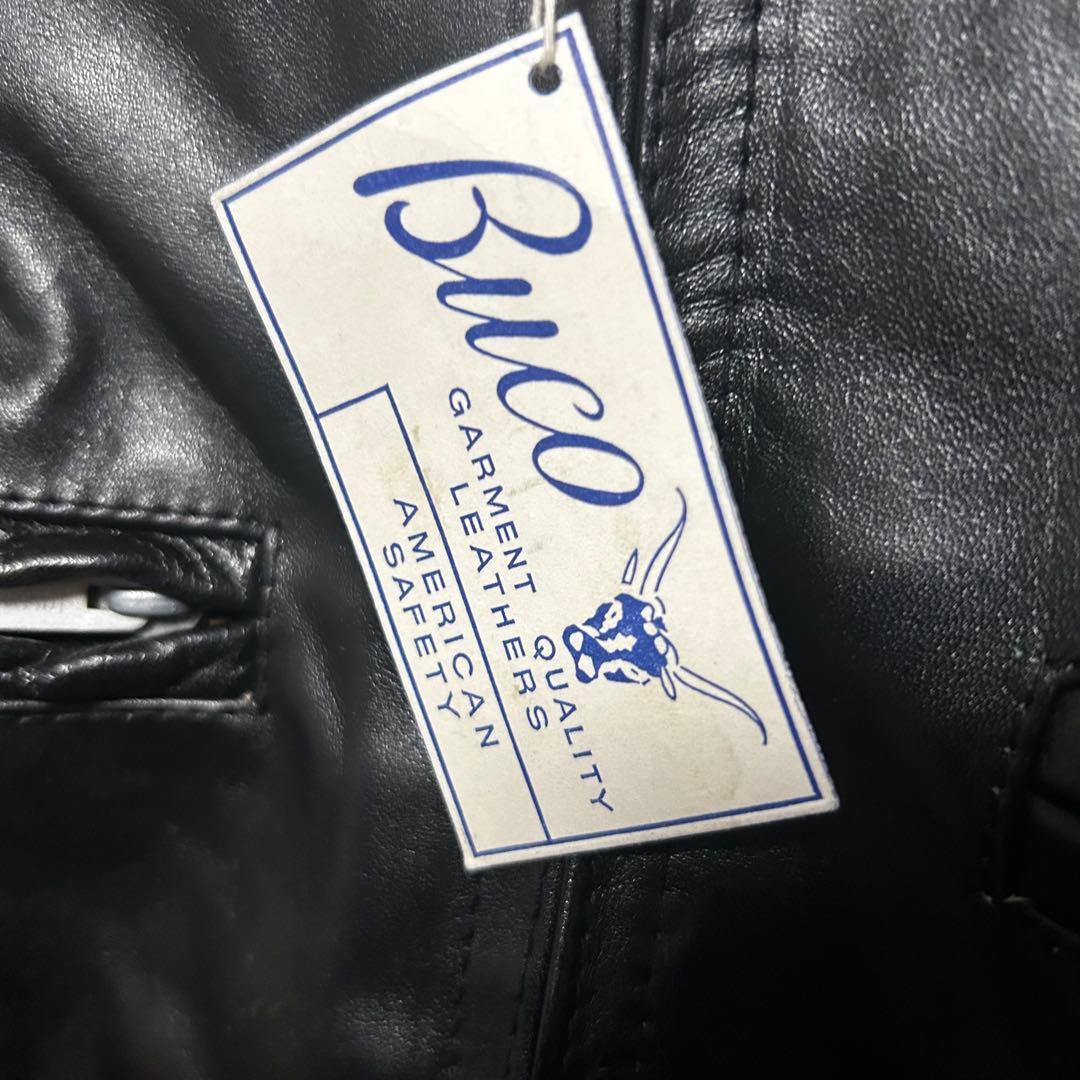 Buco
GARMENT QUALITY
LEATHERS
AMERICAN
SAFETY